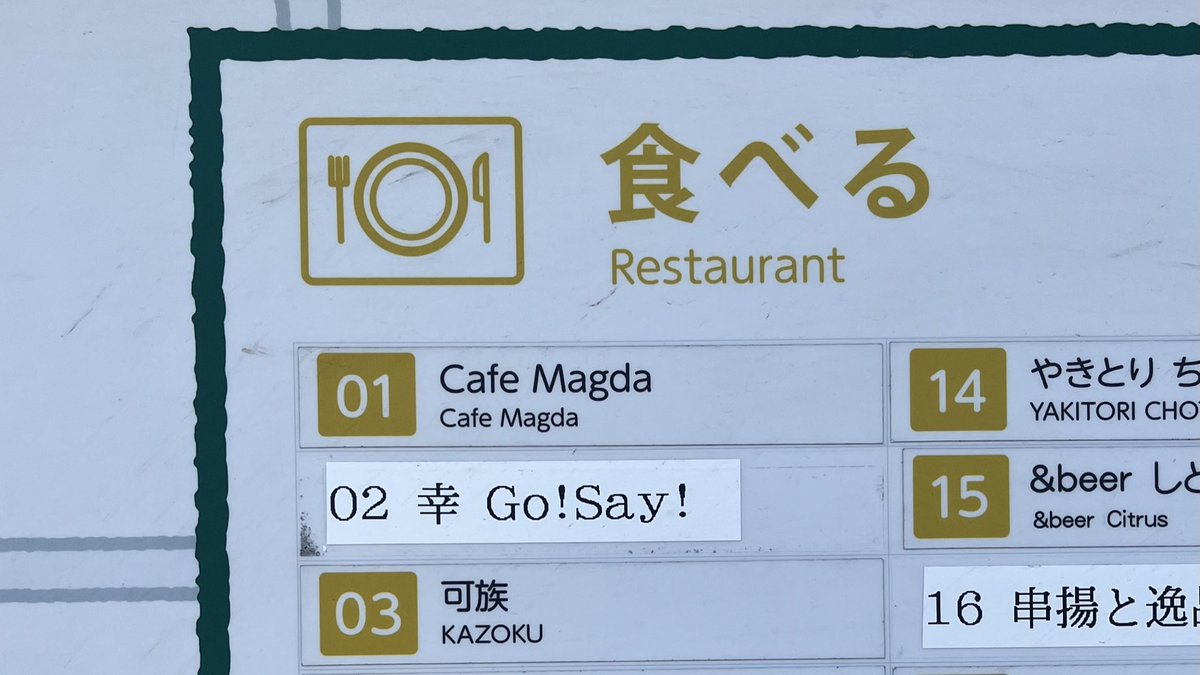 食べる
Restaurant
01 Cafe Magda
Cafe Magda
02 幸 Go!Say!
03 可族
KAZOKU
14 やきとり
YAKITORI
15 &beer
&beer Citrus
16 串揚と